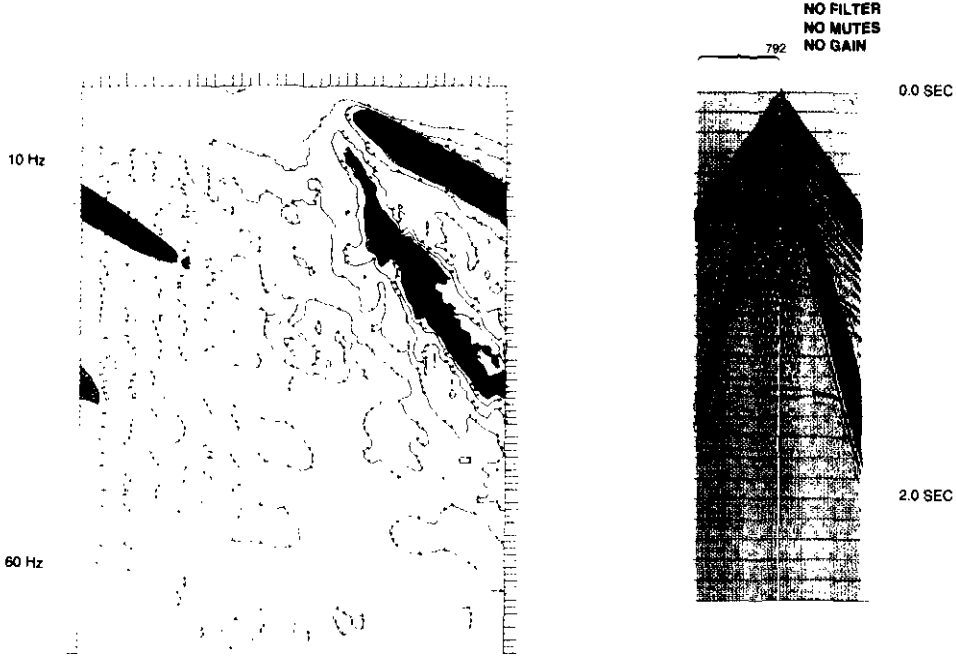 NO FILTER
NO MUTES
NO GAIN
792
0.0 SEC
10 Hz
2.0 SEC
60 Hz